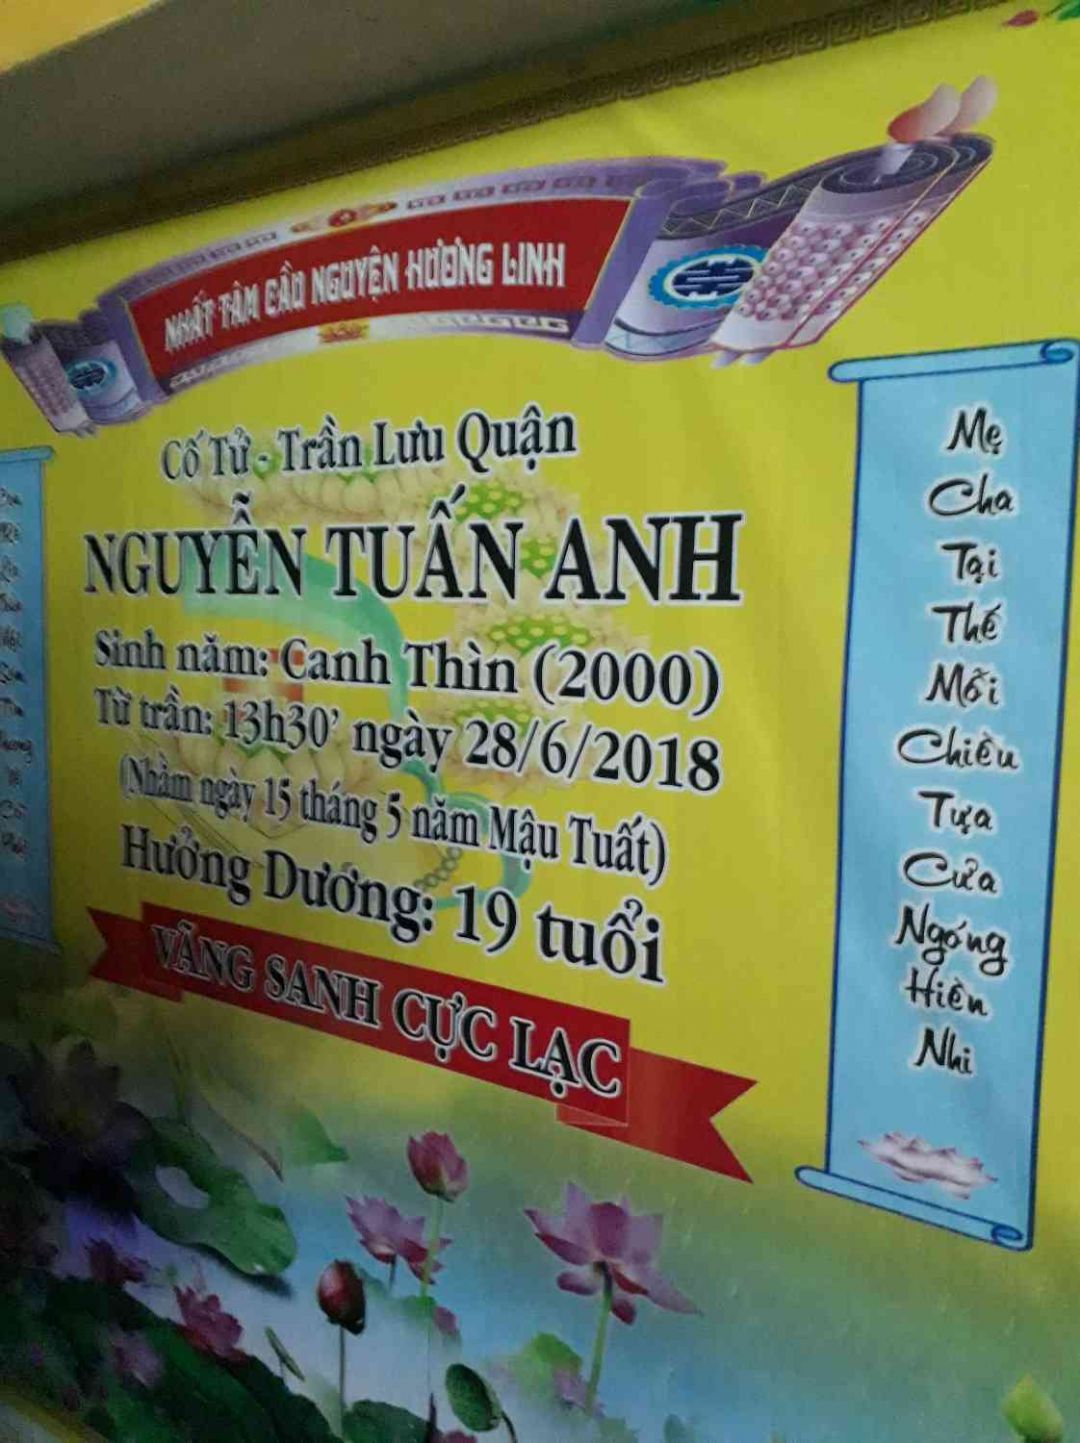 NHẤT TÂM CẦU NGUYỆN HƯƠNG LINH
Cố Tử - Trần Lưu Quận
NGUYỄN TUẤN ANH
Sinh năm: Canh Thìn (2000)
Từ trần: 13h30' ngày 28/6/2018
(Nhằm ngày 15 tháng 5 năm Mậu Tuất)
Hưởng Dướng: 19 tuổi
VÃNG SANH CỰC LẠC
Mẹ
Cha
Tại
Thế
Mỗi
Chiều
Tựa
Cửa
Ngóng
Hiền
Nhi